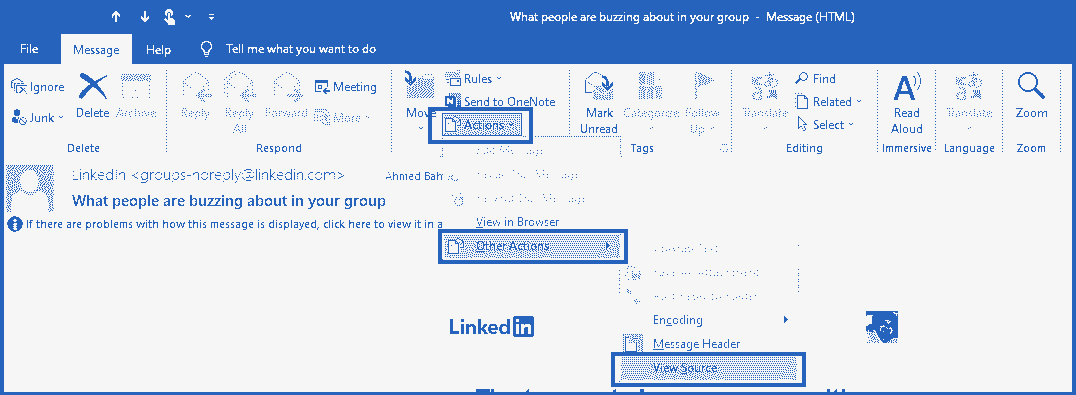 What people are buzzing about in your group - Message (HTML)
File Message Help Tell me what you want to do
Ignore Delete Archive Reply Reply All Forward Meeting Move Rules Mark Unread Categorize Follow Up Translate Find Read Aloud Translate Zoom
Junk More Send to OneNote Related
Actions Select
Delete Respond Tags Editing Immersive Language Zoom
LinkedIn <groups-noreply@linkedin.com> Ahmed Bah
What people are buzzing about in your group
If there are problems with how this message is displayed, click here to view it in a
View in Browser
Other Actions
Encoding
Message Header
View Source
LinkedIn